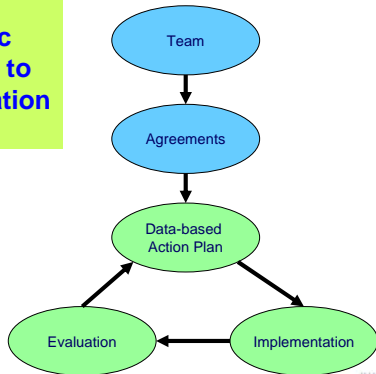 c
to
ation
Team
Agreements
Data-based
Action Plan
Evaluation
Implementation